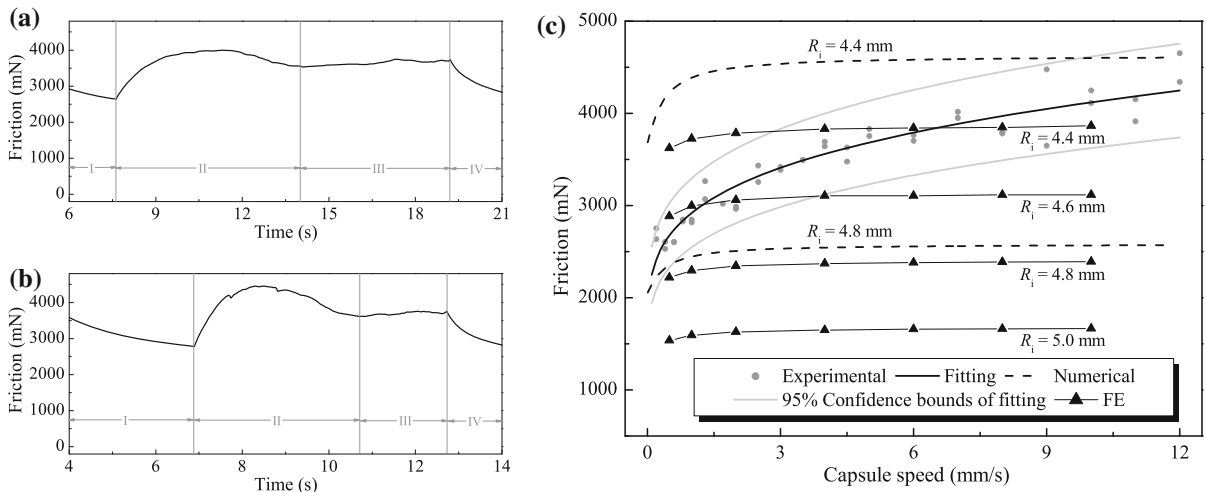 (a)
Friction (mN)
4000
3000
2000
1000
0
I
II
III
IV
6
9
12
15
18
21
Time (s)
(b)
Friction (mN)
4000
3000
2000
1000
0
I
II
III
IV
4
6
8
10
12
14
Time (s)
(c)
Friction (mN)
5000
4000
3000
2000
1000
Ri = 4.4 mm
Ri = 4.4 mm
Ri = 4.6 mm
Ri = 4.8 mm
Ri = 4.8 mm
Ri = 5.0 mm
Experimental Fitting Numerical
95% Confidence bounds of fitting FE
0
3
6
9
12
Capsule speed (mm/s)